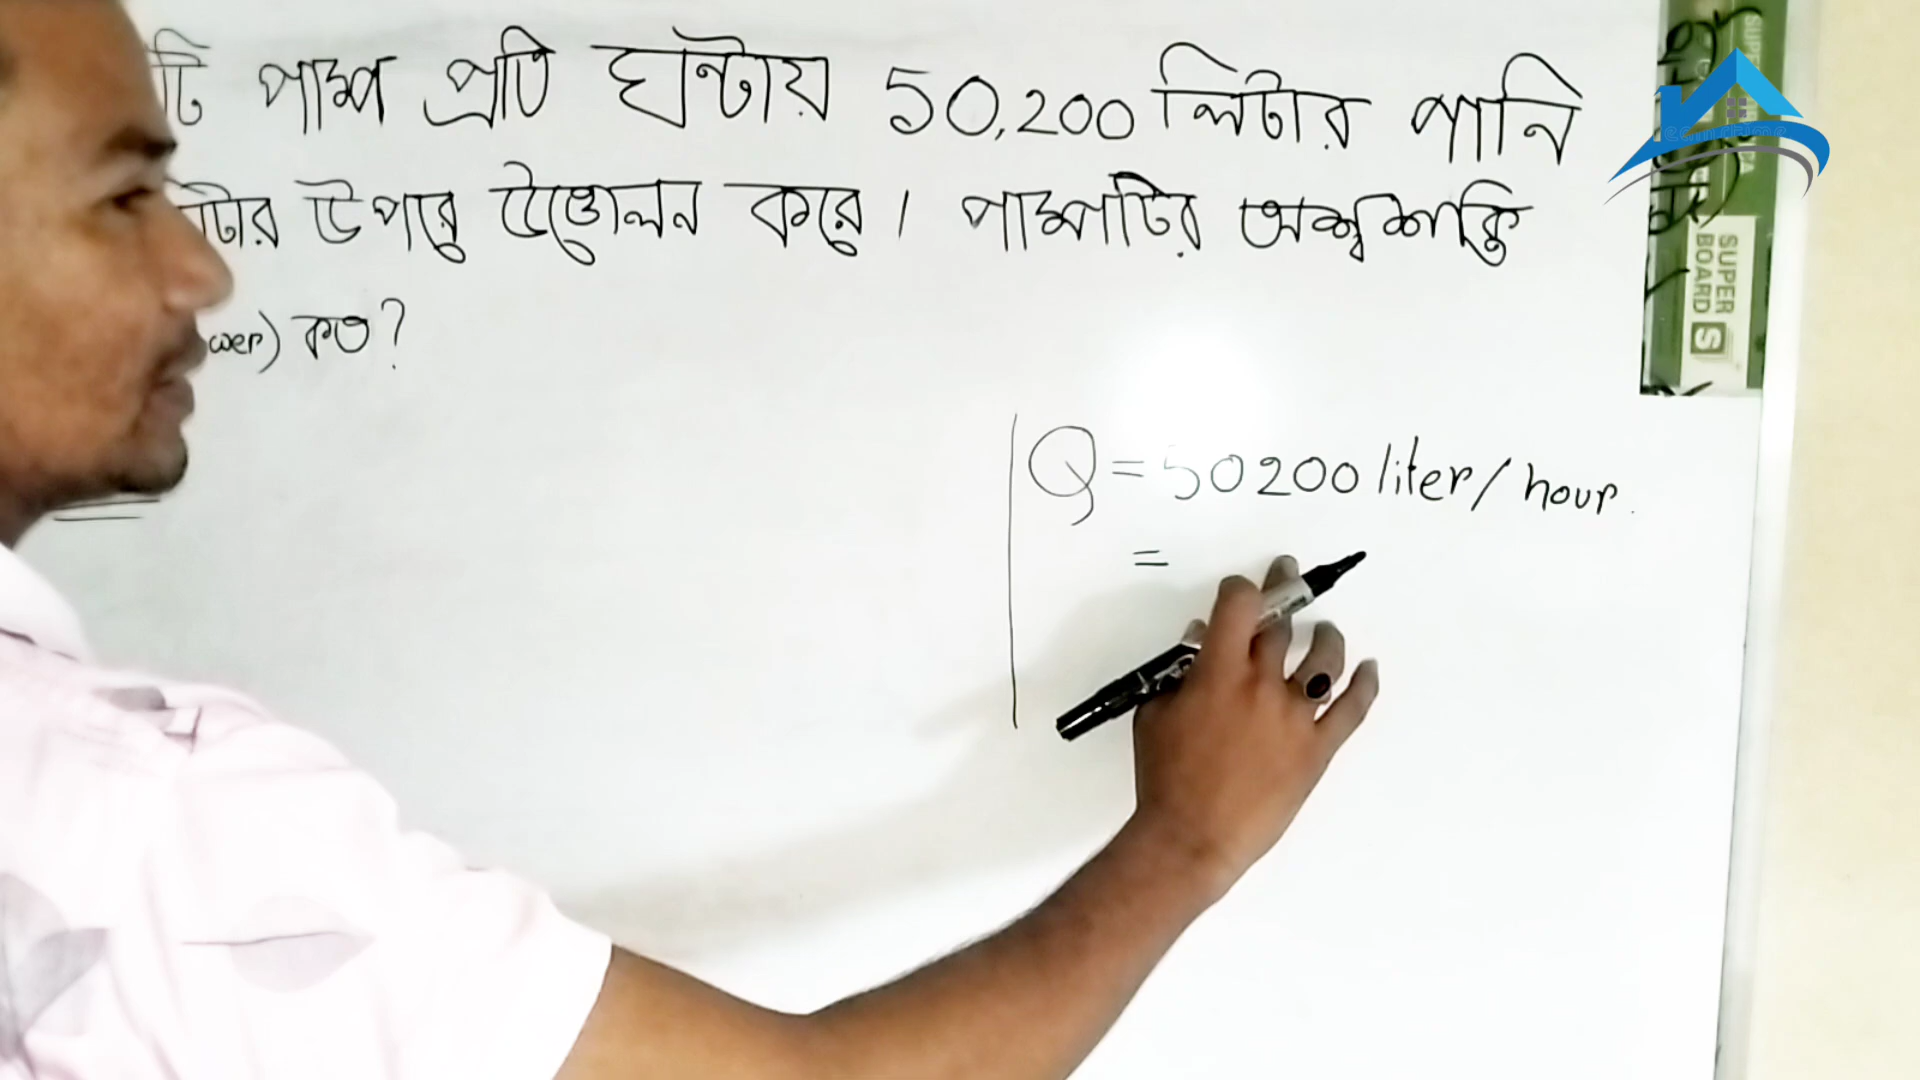 টি পাম্প প্রতি ঘন্টায় 50,200 লিটার পানি
টার উপরে উত্তোলন করে। পাম্পটির অশ্বশক্তি
wer) কত?
Q = 50200 liter/hour.
=
SUPER
BOARD
S